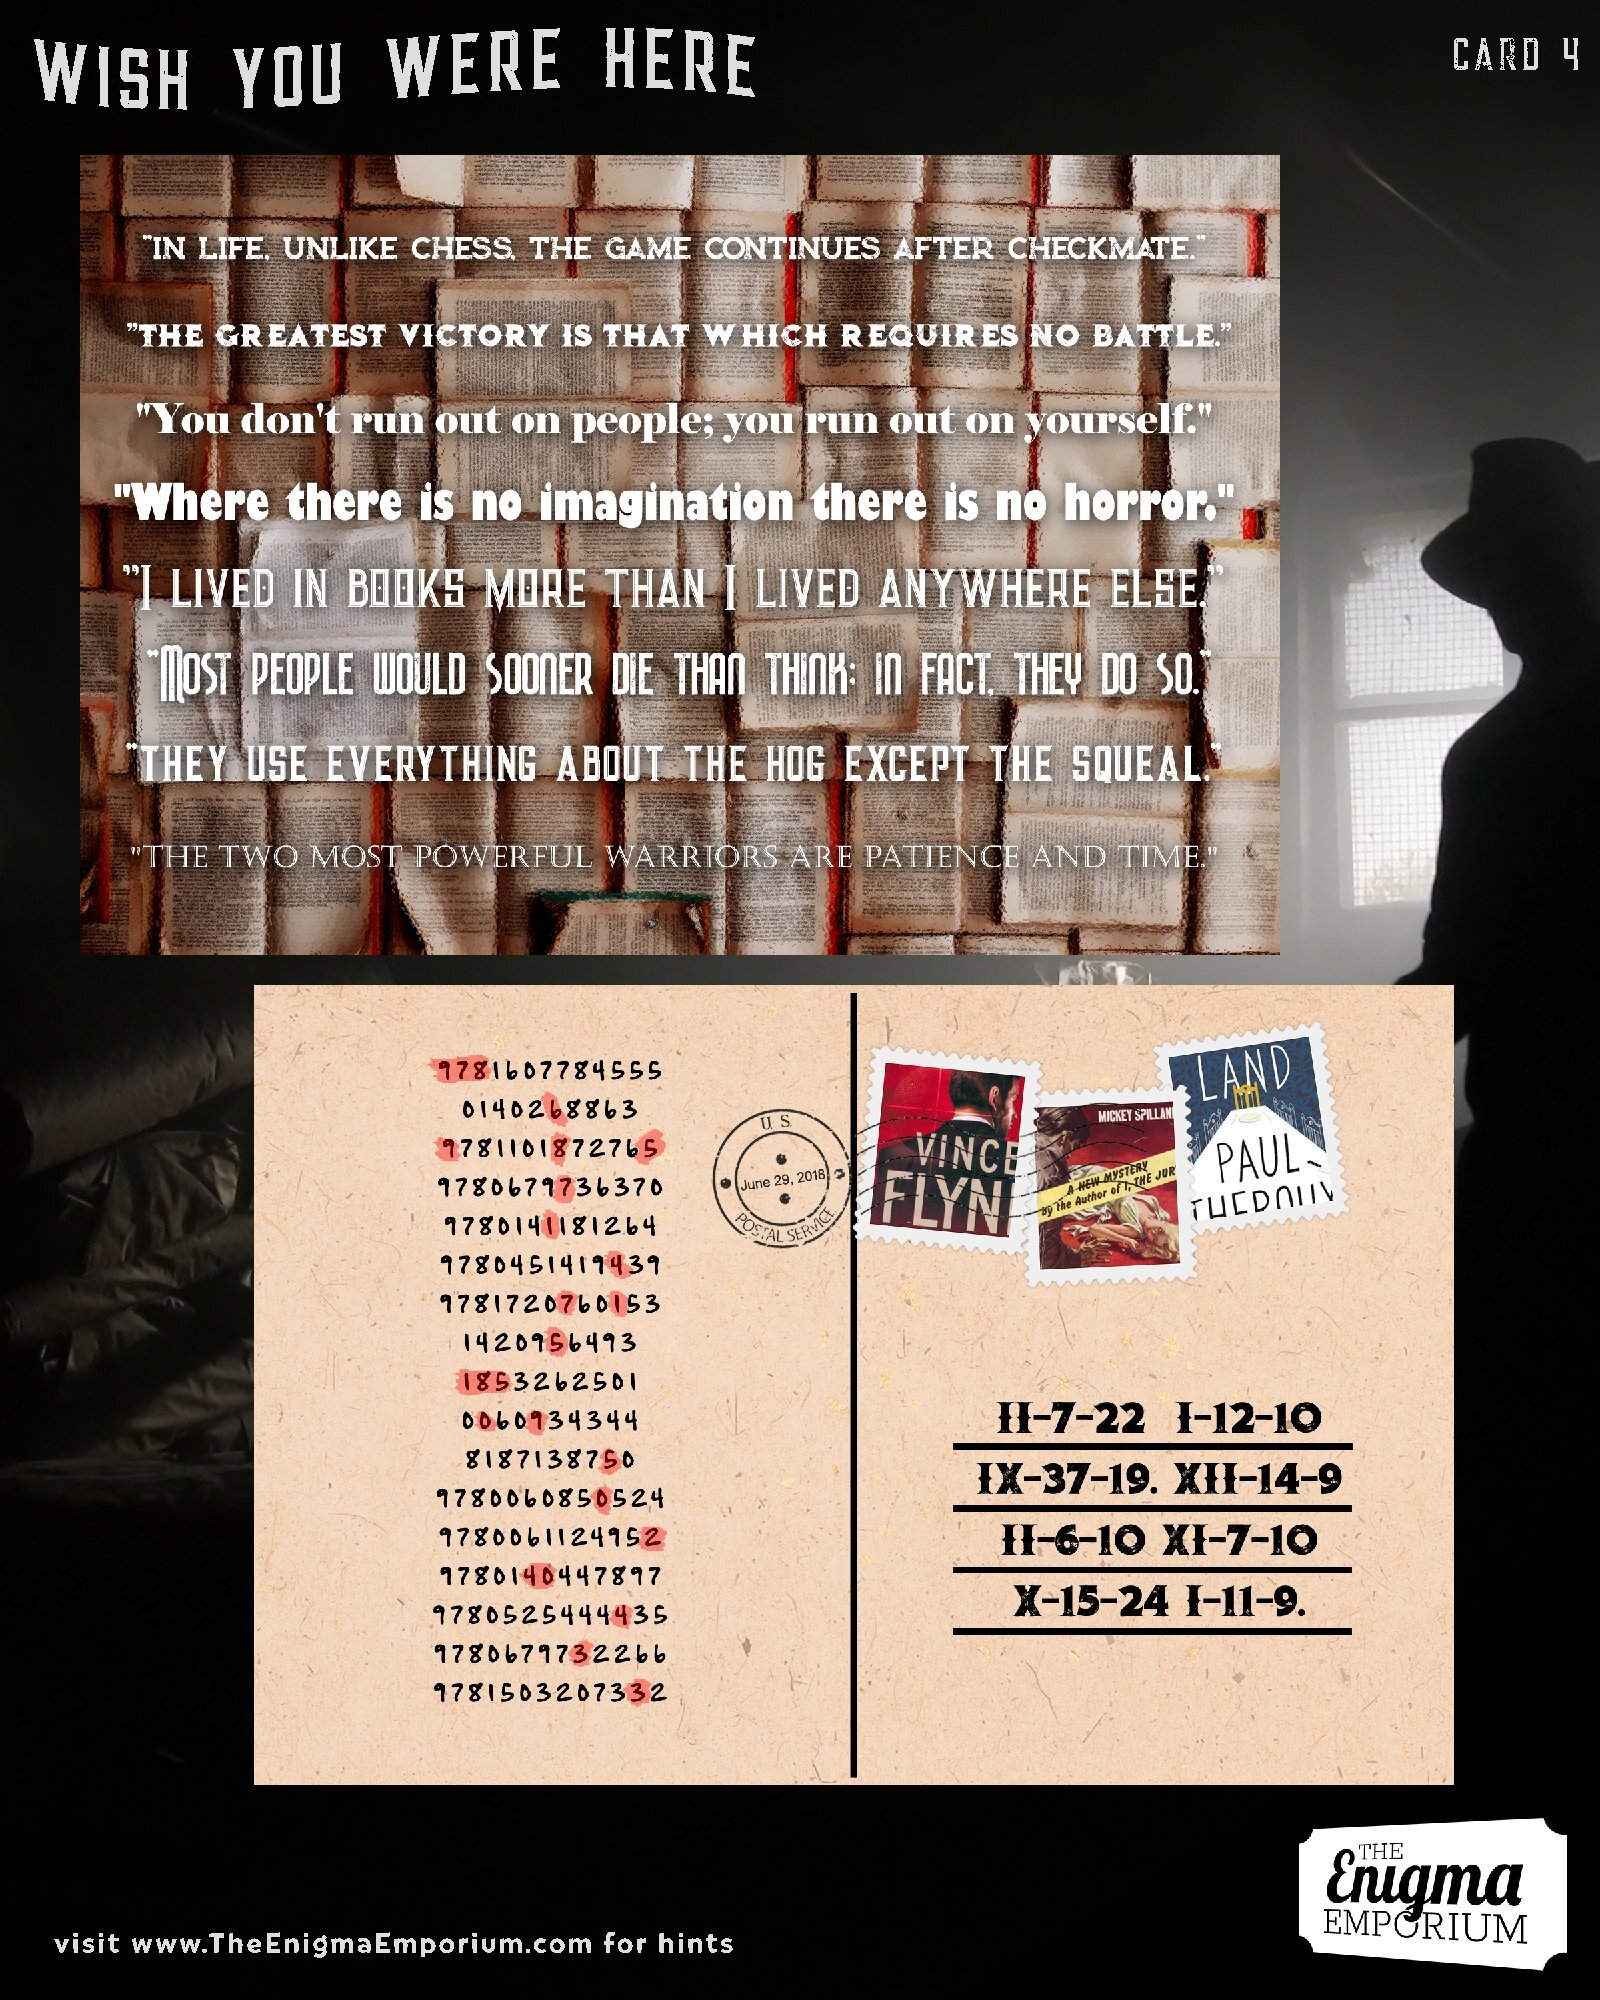 WISH YOU WERE HERE
CARD 4
"IN LIFE, UNLIKE CHESS, THE GAME CONTINUES AFTER CHECKMATE."
"THE GREATEST VICTORY IS THAT WHICH REQUIRES NO BATTLE."
"You don't run out on people; you run out on yourself."
"Where there is no imagination there is no horror."
"I LIVED IN BOOKS MORE THAN I LIVED ANYWHERE ELSE."
"MOST PEOPLE WOULD SOONER DIE THAN THINK; IN FACT, THEY DO SO."
"THEY USE EVERYTHING ABOUT THE HOG EXCEPT THE SQUEAL."
"THE TWO MOST POWERFUL WARRIORS ARE PATIENCE AND TIME."
9781607784555
0140268863
9781101872765
9780679736370
9780141181264
9780451419439
9781720760153
1420956493
1853262501
0060934344
8187138750
9780060850524
9780061124952
9780140447897
9780525444435
9780679732266
9781503207332
U.S.
June 29, 2018
POSTAL SERVICE
VINCE
FLYN
MICKEY SPILLAN
A NEW MYSTERY
by the Author of I, THE JUR
LAND
PAUL
II-7-22 I-12-10
IX-37-19. XII-14-9
II-6-10 XI-7-10
X-15-24 I-11-9.
THE
Enigma
EMPORIUM
visit www.TheEnigmaEmporium.com for hints